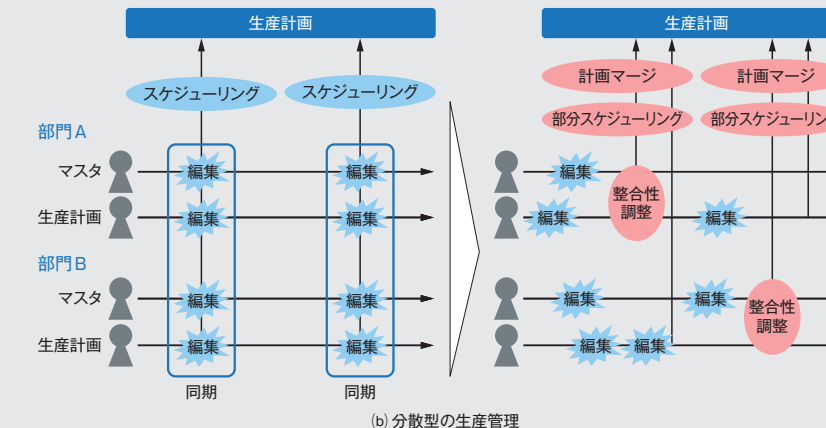 生産計画
スケジューリング
スケジューリング
部門A
マスタ
編集
編集
生産計画
編集
編集
部門B
マスタ
編集
編集
生産計画
編集
編集
同期
同期
生産計画
計画マージ
計画マージ
部分スケジューリング
部分スケジューリン
編集
整合性
調整
編集
編集
編集
編集
整合性
調整
編集
編集
(b) 分散型の生産管理